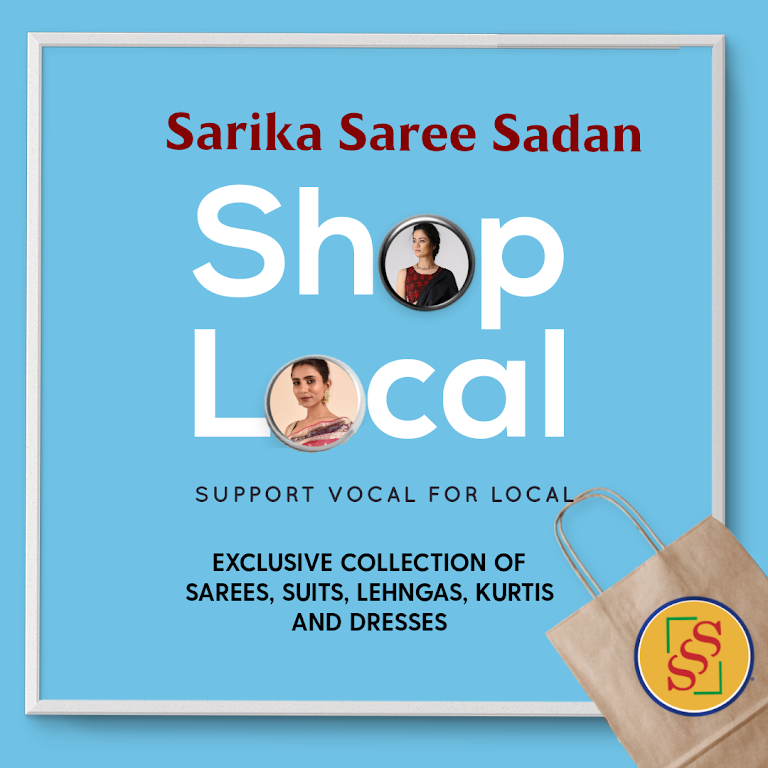 Sarika Saree Sadan
Shop
Local
SUPPORT VOCAL FOR LOCAL
EXCLUSIVE COLLECTION OF
SAREES, SUITS, LEHNGAS, KURTIS
AND DRESSES
SSS